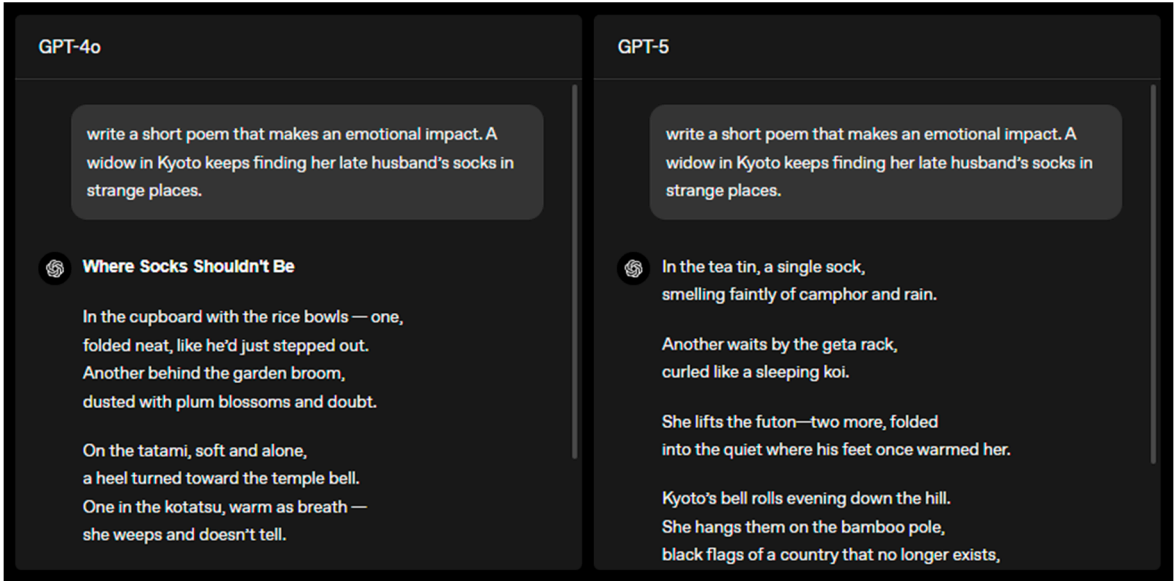 GPT-4o
write a short poem that makes an emotional impact. A
widow in Kyoto keeps finding her late husband's socks in
strange places.
Where Socks Shouldn't Be
In the cupboard with the rice bowls — one,
folded neat, like he'd just stepped out.
Another behind the garden broom,
dusted with plum blossoms and doubt.
On the tatami, soft and alone,
a heel turned toward the temple bell.
One in the kotatsu, warm as breath —
she weeps and doesn't tell.
GPT-5
write a short poem that makes an emotional impact. A
widow in Kyoto keeps finding her late husband's socks in
strange places.
In the tea tin, a single sock,
smelling faintly of camphor and rain.
Another waits by the geta rack,
curled like a sleeping koi.
She lifts the futon—two more, folded
into the quiet where his feet once warmed her.
Kyoto's bell rolls evening down the hill.
She hangs them on the bamboo pole,
black flags of a country that no longer exists,